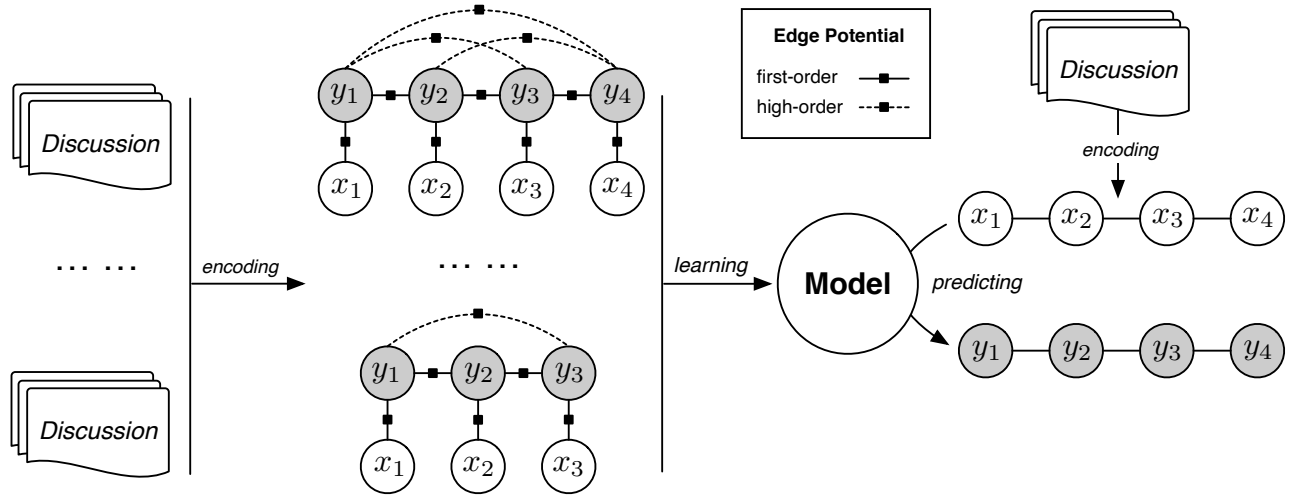 Discussion
... ...
Discussion
encoding
y1 y2 y3 y4
x1 x2 x3 x4
... ...
y1 y2 y3
x1 x2 x3
learning
Edge Potential
first-order
high-order
Model
Discussion
encoding
x1 x2 x3 x4
predicting
y1 y2 y3 y4